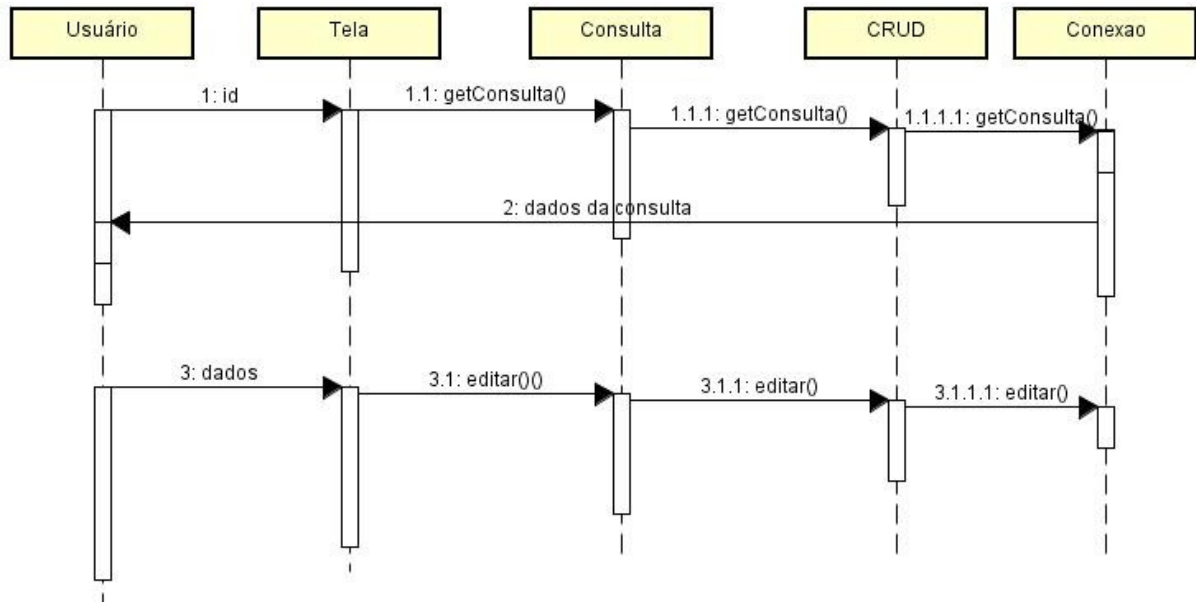 Usuário
Tela
Consulta
CRUD
Conexao
1: id
1.1: getConsulta()
1.1.1: getConsulta()
1.1.1.1: getConsulta()
2: dados da consulta
3: dados
3.1: editar()()
3.1.1: editar()
3.1.1.1: editar()